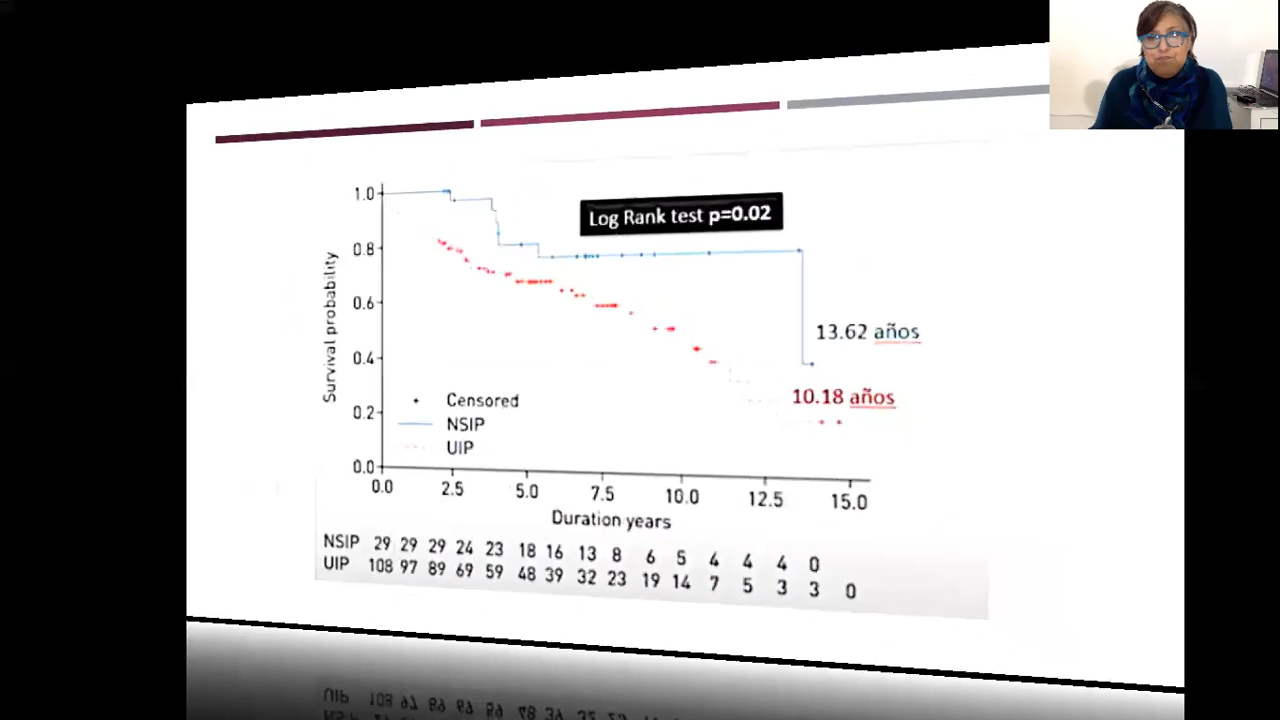 Log Rank test p=0.02
Survival probability
1.0
0.8
0.6
0.4
0.2
0.0
13.62 años
10.18 años
Censored
NSIP
UIP
0.0 2.5 5.0 7.5 10.0 12.5 15.0
Duration years
NSIP 29 29 29 24 23 18 16 13 8 6 5 4 4 4 0
UIP 108 97 89 69 59 48 39 32 23 19 14 7 5 3 3 0